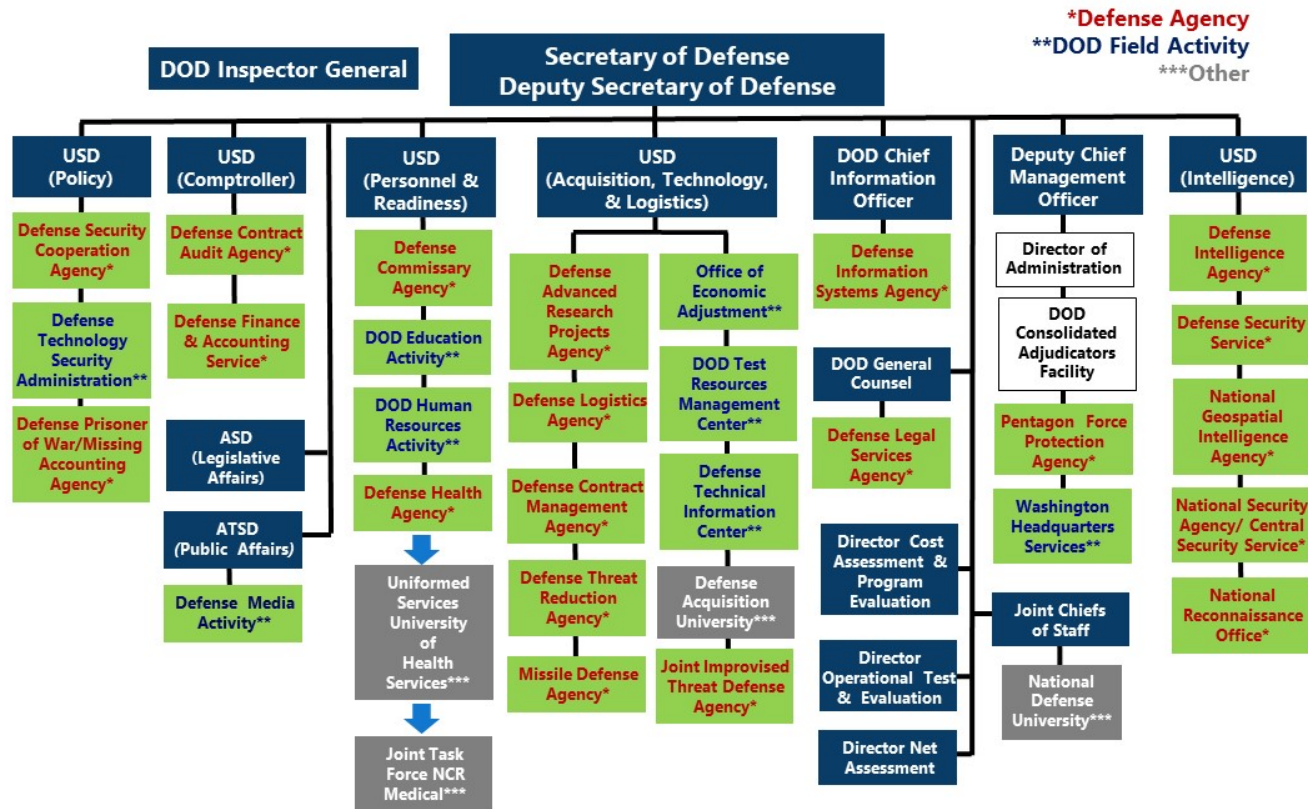 *Defense Agency
**DOD Field Activity
***Other
DOD Inspector General
Secretary of Defense
Deputy Secretary of Defense
USD
(Policy)
Defense Security
Cooperation
Agency*
Defense
Technology
Security
Administration**
Defense Prisoner
of War/Missing
Accounting
Agency*
USD
(Comptroller)
Defense Contract
Audit Agency*
Defense Finance
& Accounting
Service*
ASD
(Legislative
Affairs)
ATSD
(Public Affairs)
Defense Media
Activity**
USD
(Personnel &
Readiness)
Defense
Commissary
Agency*
DOD Education
Activity**
DOD Human
Resources
Activity**
Defense Health
Agency*
Uniformed
Services
University
of
Health
Services***
Joint Task
Force NCR
Medical***
USD
(Acquisition, Technology,
& Logistics)
Defense
Advanced
Research
Projects
Agency*
Defense Logistics
Agency*
Defense Contract
Management
Agency*
Defense Threat
Reduction
Agency*
Missile Defense
Agency*
Office of
Economic
Adjustment**
DOD Test
Resources
Management
Center**
Defense
Technical
Information
Center**
Defense
Acquisition
University***
Joint Improvised
Threat Defense
Agency*
DOD Chief
Information
Officer
Defense
Information
Systems Agency*
DOD General
Counsel
Defense Legal
Services
Agency*
Director Cost
Assessment &
Program
Evaluation
Director
Operational Test
& Evaluation
Director Net
Assessment
Deputy Chief
Management
Officer
Director of
Administration
DOD
Consolidated
Adjudicators
Facility
Pentagon Force
Protection
Agency*
Washington
Headquarters
Services**
Joint Chiefs
of Staff
National
Defense
University***
USD
(Intelligence)
Defense
Intelligence
Agency*
Defense Security
Service*
National
Geospatial
Intelligence
Agency*
National Security
Agency/ Central
Security Service*
National
Reconnaissance
Office*